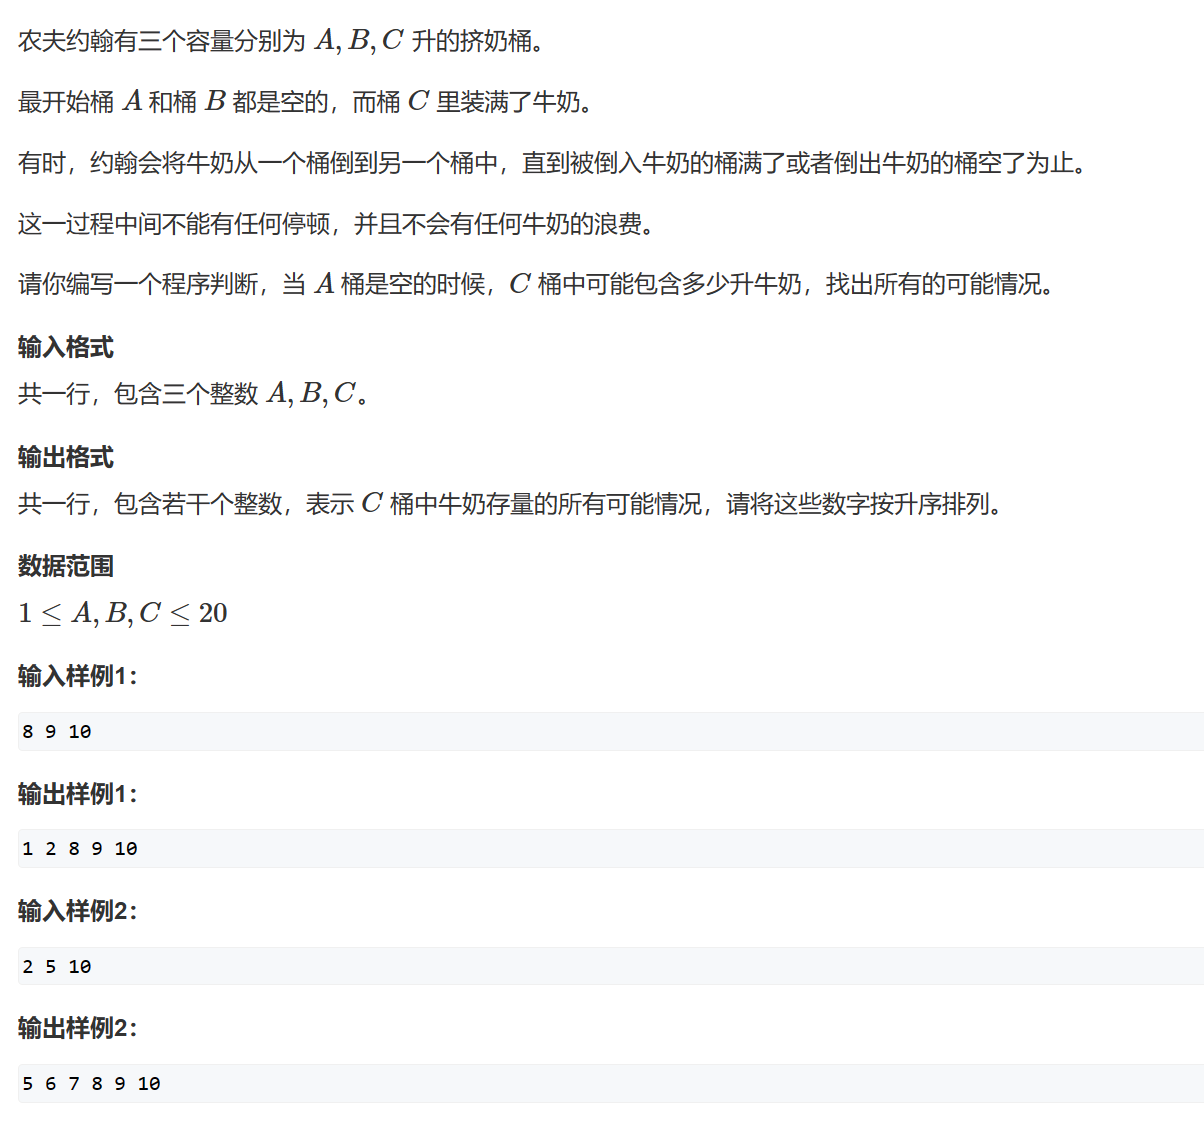 农夫约翰有三个容量分别为 A, B, C 升的挤奶桶。
最开始桶 A 和桶 B 都是空的，而桶 C 里装满了牛奶。
有时，约翰会将牛奶从一个桶倒到另一个桶中，直到被倒入牛奶的桶满了或者倒出牛奶的桶空了为止。
这一过程中间不能有任何停顿，并且不会有任何牛奶的浪费。
请你编写一个程序判断，当 A 桶是空的时候，C 桶中可能包含多少升牛奶，找出所有的可能情况。
输入格式
共一行，包含三个整数 A, B, C。
输出格式
共一行，包含若干个整数，表示 C 桶中牛奶存量的所有可能情况，请将这些数字按升序排列。
数据范围
1 ≤ A, B, C ≤ 20
输入样例1：
8 9 10
输出样例1：
1 2 8 9 10
输入样例2：
2 5 10
输出样例2：
5 6 7 8 9 10